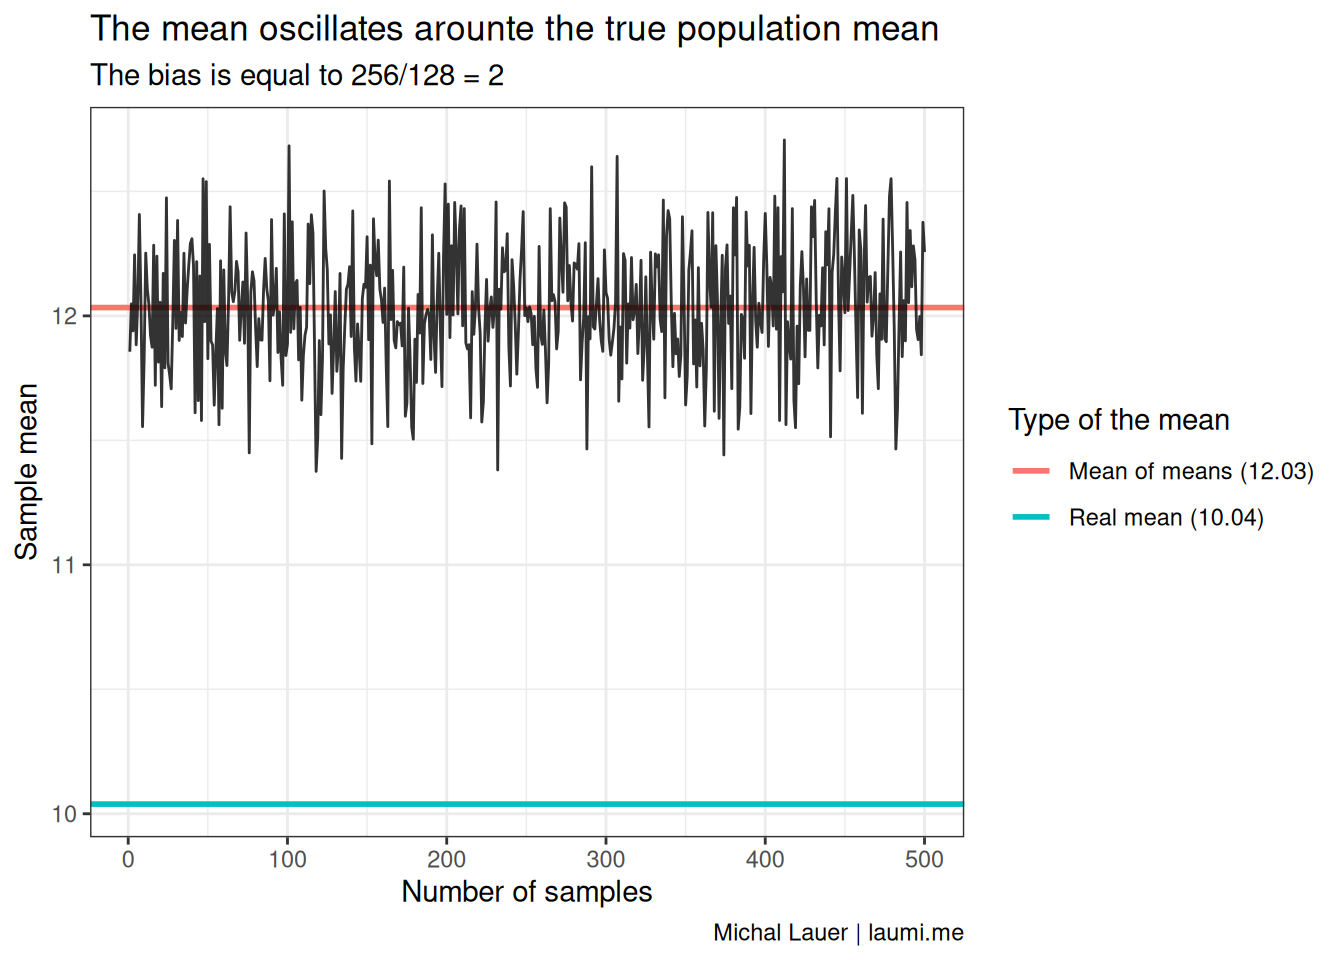 The mean oscillates arounte the true population mean
The bias is equal to 256/128 = 2
12
11
10
Sample mean
0 100 200 300 400 500
Number of samples
Type of the mean
Mean of means (12.03)
Real mean (10.04)
Michal Lauer | laumi.me